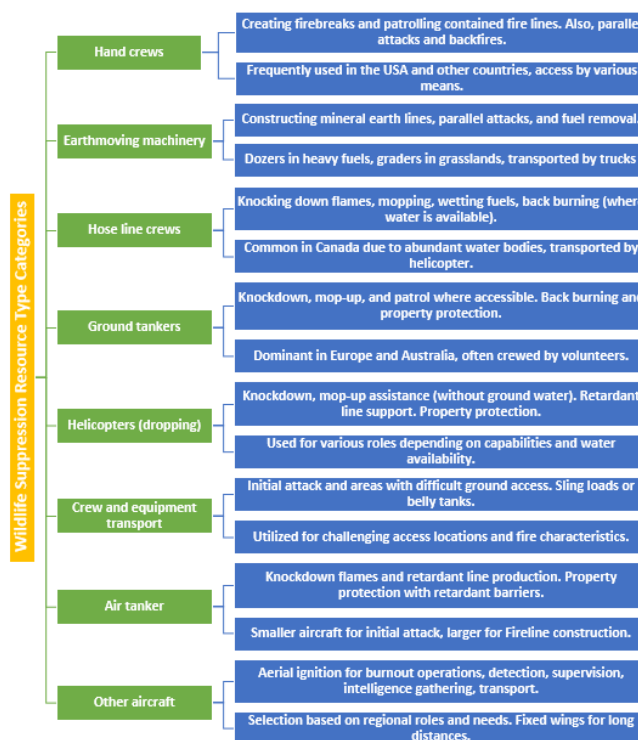 Wildlife Suppression Resource Type Categories
Hand crews
Creating firebreaks and patrolling contained fire lines. Also, paralle
attacks and backfires.
Frequently used in the USA and other countries, access by various
means.
Earthmoving machinery
Constructing mineral earth lines, parallel attacks, and fuel removal.
Dozers in heavy fuels, graders in grasslands, transported by trucks
Hose line crews
Knocking down flames, mopping, wetting fuels, back burning (wher
water is available).
Common in Canada due to abundant water bodies, transported by
helicopter.
Ground tankers
Knockdown, mop-up, and patrol where accessible. Back burning and
property protection.
Dominant in Europe and Australia, often crewed by volunteers.
Helicopters (dropping)
Knockdown, mop-up assistance (without ground water). Retardant
line support. Property protection.
Used for various roles depending on capabilities and water
availability.
Crew and equipment
transport
Initial attack and areas with difficult ground access. Sling loads or
belly tanks.
Utilized for challenging access locations and fire characteristics.
Air tanker
Knockdown flames and retardant line production. Property
protection with retardant barriers.
Smaller aircraft for initial attack, larger for Fireline construction.
Other aircraft
Aerial ignition for burnout operations, detection, supervision,
intelligence gathering, transport.
Selection based on regional roles and needs. Fixed wings for long
distances.